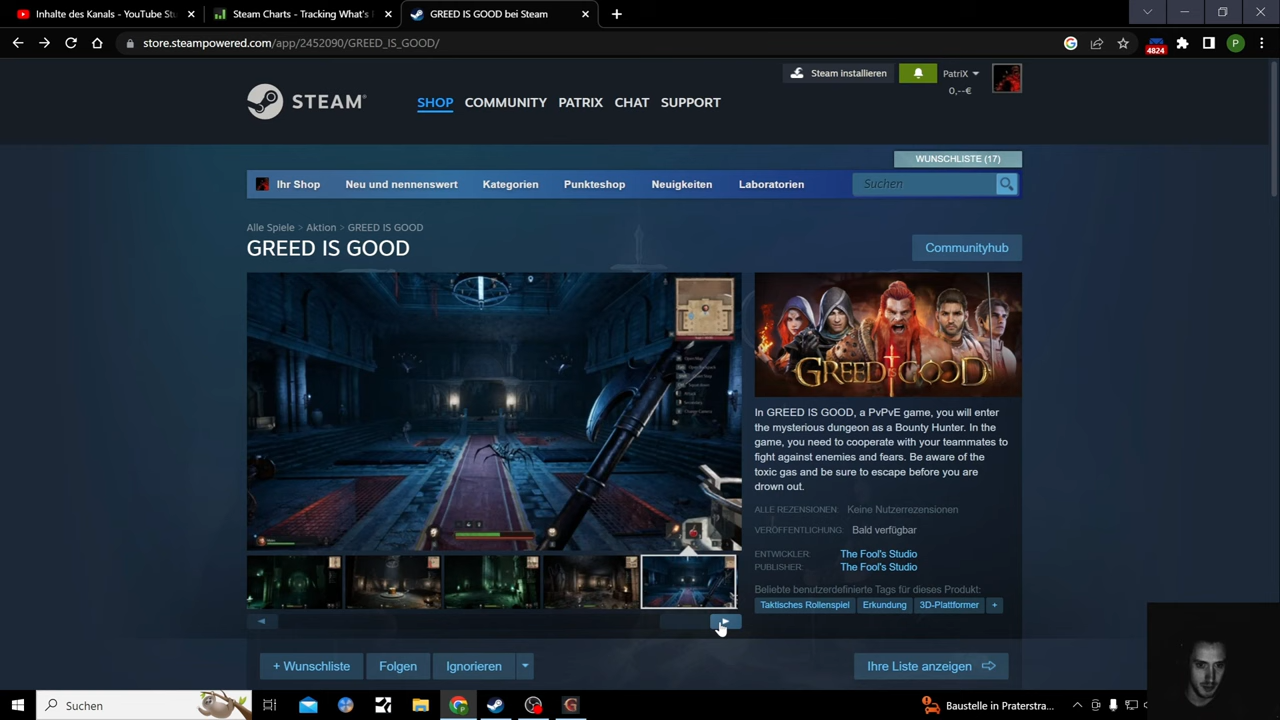 Inhalte des Kanals - YouTube Stu
Steam Charts - Tracking What's H
GREED IS GOOD bei Steam
store.steampowered.com/app/2452090/GREED_IS_GOOD/
4824
P
Steam installieren
PatriX
0,--€
STEAM
SHOP COMMUNITY PATRIX CHAT SUPPORT
WUNSCHLISTE (17)
Ihr Shop Neu und nennenswert Kategorien Punkteshop Neuigkeiten Laboratorien Suchen
Alle Spiele > Aktion > GREED IS GOOD
GREED IS GOOD
Communityhub
GREED IS GOOD
In GREED IS GOOD, a PvPvE game, you will enter
the mysterious dungeon as a Bounty Hunter. In the
game, you need to cooperate with your teammates to
fight against enemies and fears. Be aware of the
toxic gas and be sure to escape before you are
drown out.
ALLE REZENSIONEN: Keine Nutzerrezensionen
VERÖFFENTLICHUNG: Bald verfügbar
ENTWICKLER: The Fool's Studio
PUBLISHER: The Fool's Studio
Beliebte benutzerdefinierte Tags für dieses Produkt:
Taktisches Rollenspiel Erkundung 3D-Plattformer +
+ Wunschliste Folgen Ignorieren
Ihre Liste anzeigen
Suchen
Baustelle in Praterstra...